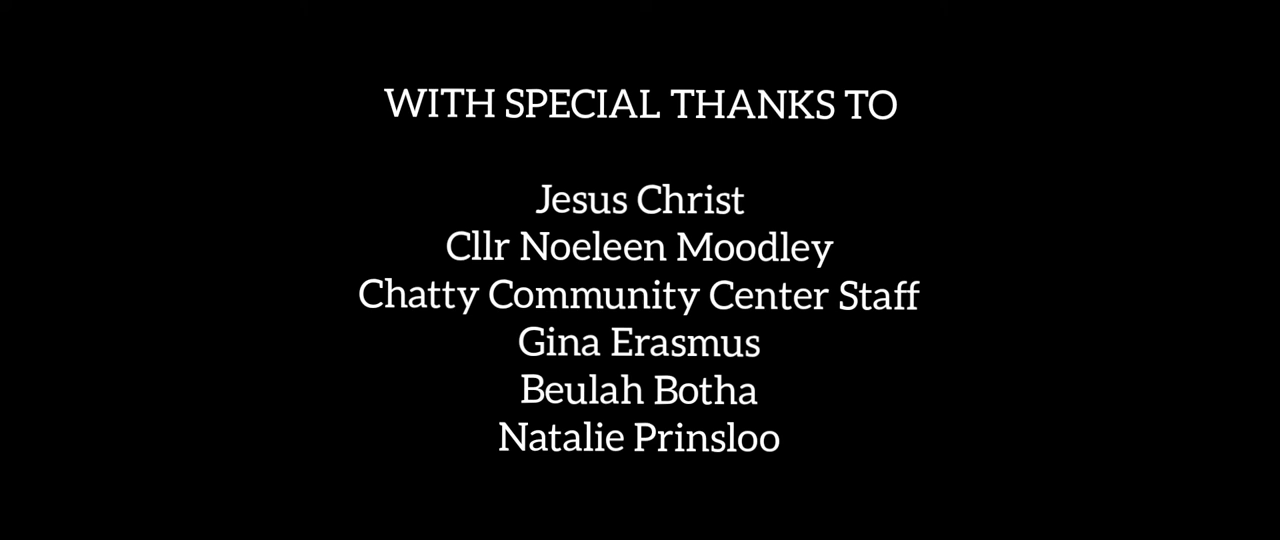 WITH SPECIAL THANKS TO
Jesus Christ
Cllr Noeleen Moodley
Chatty Community Center Staff
Gina Erasmus
Beulah Botha
Natalie Prinsloo